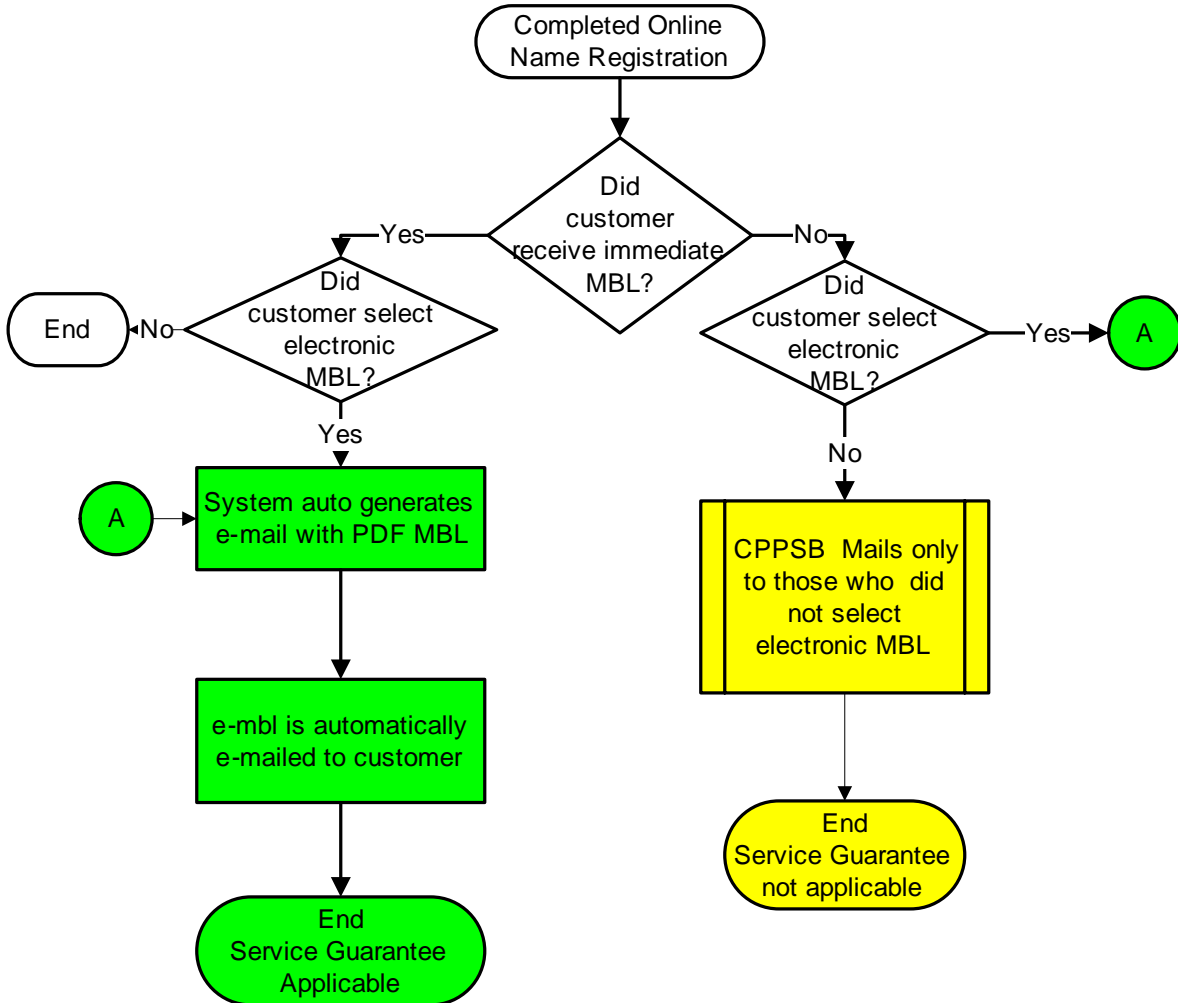 Completed Online
Name Registration
Did
customer
receive immediate
MBL?
Yes
No
Did
customer select
electronic
MBL?
Did
customer select
electronic
MBL?
End
No
Yes
A
Yes
No
A
System auto generates
e-mail with PDF MBL
CPPSB Mails only
to those who did
not select
electronic MBL
e-mbl is automatically
e-mailed to customer
End
Service Guarantee
not applicable
End
Service Guarantee
Applicable